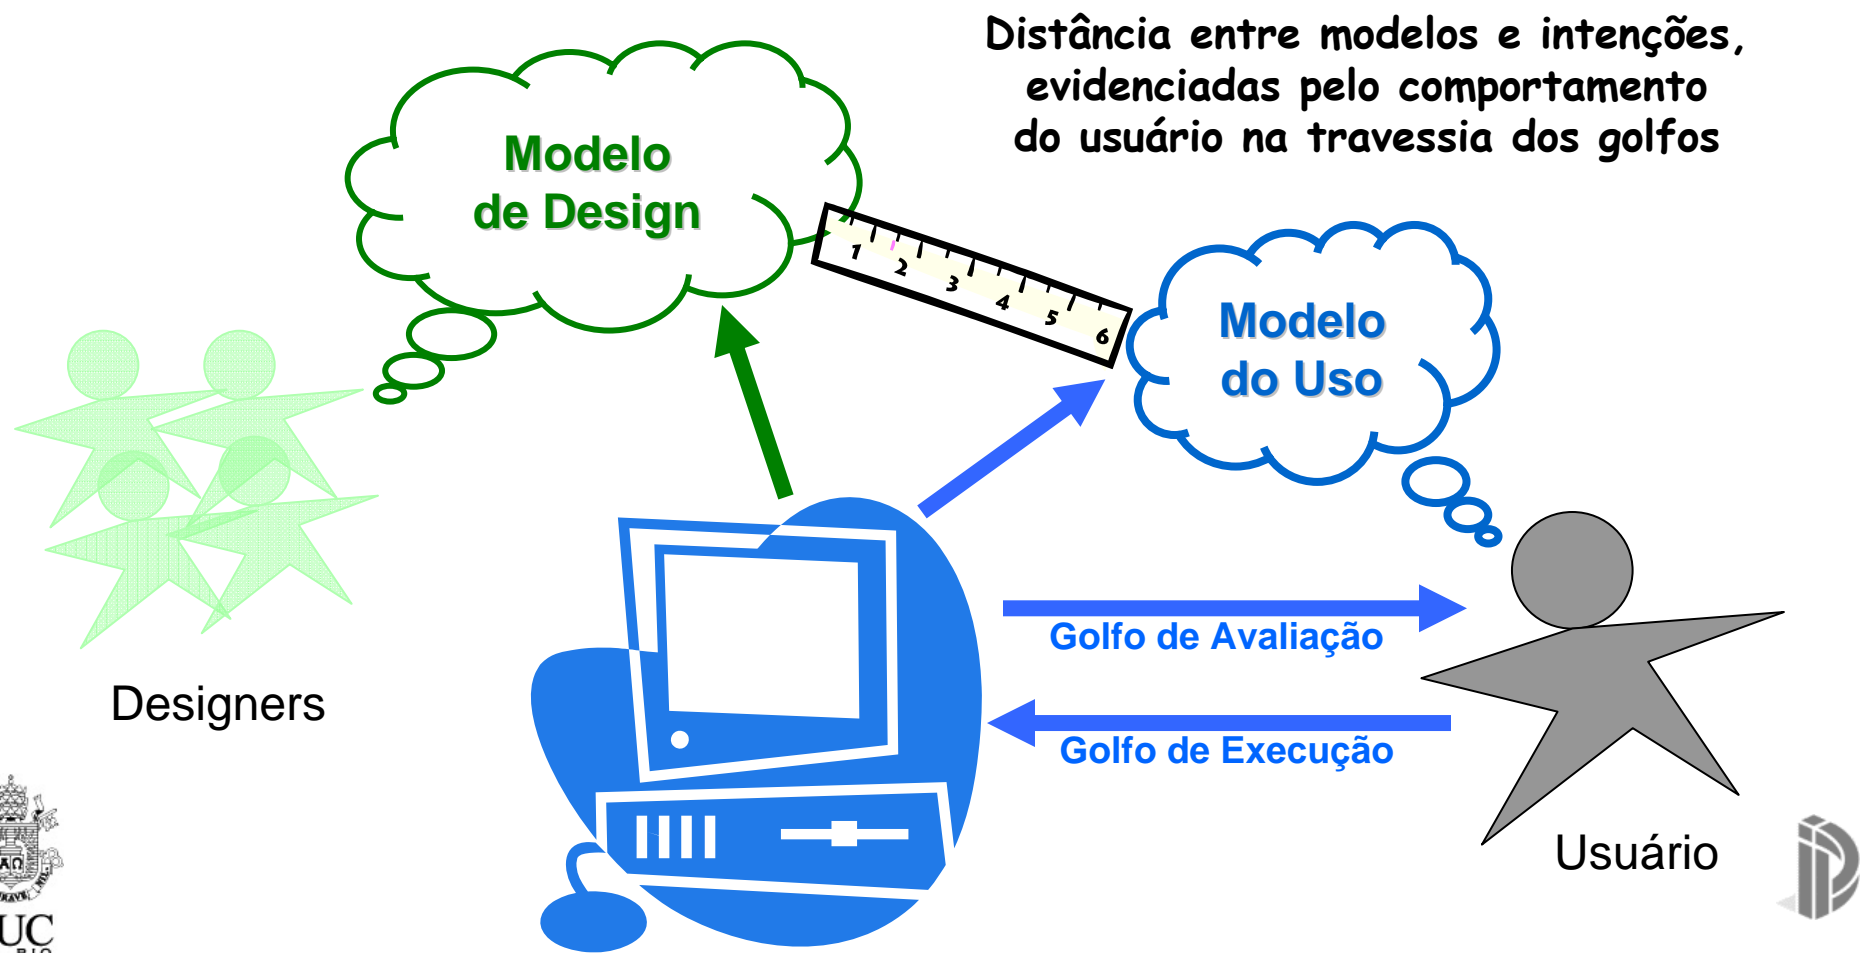 Distância entre modelos e intenções,
evidenciadas pelo comportamento
do usuário na travessia dos golfos
Modelo
de Design
1 2 3 4 5 6
Modelo
do Uso
Golfo de Avaliação
Golfo de Execução
Designers
Usuário
UC
RIO